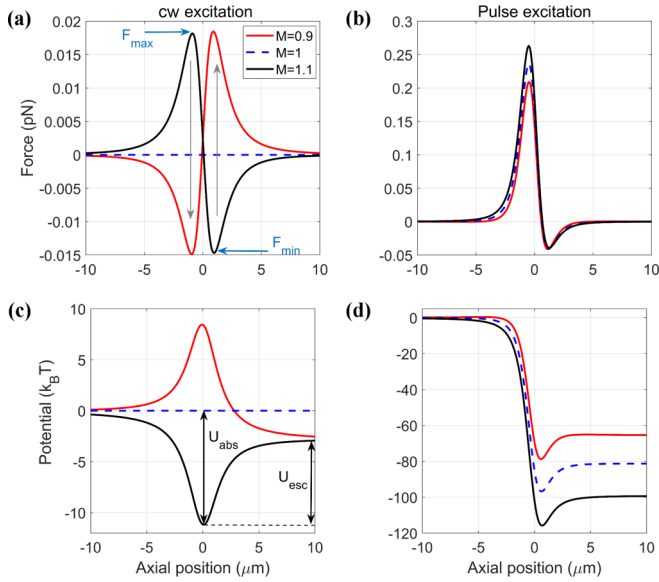 (a)
cw excitation
F_max
M=0.9
M=1
M=1.1
F_min
Force (pN)
0.02
0.015
0.01
0.005
0
-0.005
-0.01
-0.015
-10
-5
0
5
10
(b)
Pulse excitation
0.3
0.25
0.2
0.15
0.1
0.05
0
-0.05
-10
-5
0
5
10
(c)
Potential (k_BT)
10
5
0
-5
-10
U_abs
U_esc
-10
-5
0
5
10
Axial position (μm)
(d)
0
-20
-40
-60
-80
-100
-120
-10
-5
0
5
10
Axial position (μm)